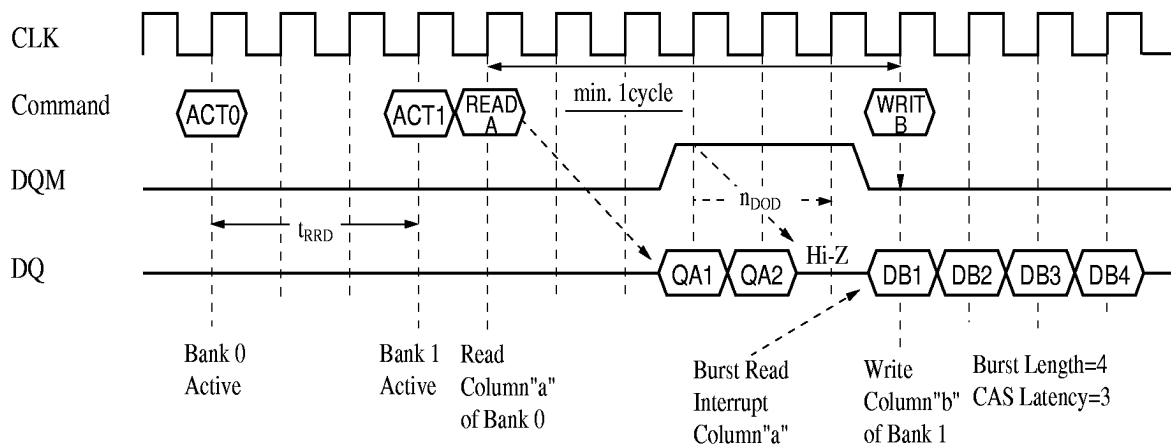 CLK
Command
ACT0
ACT1
READ
A
min. 1cycle
WRIT
B
DQM
nDOD
tRRD
Hi-Z
DQ
QA1
QA2
DB1
DB2
DB3
DB4
Bank 0
Active
Bank 1
Active
Read
Column"a"
of Bank 0
Burst Read
Interrupt
Column"a"
Write
Column"b"
of Bank 1
Burst Length=4
CAS Latency=3